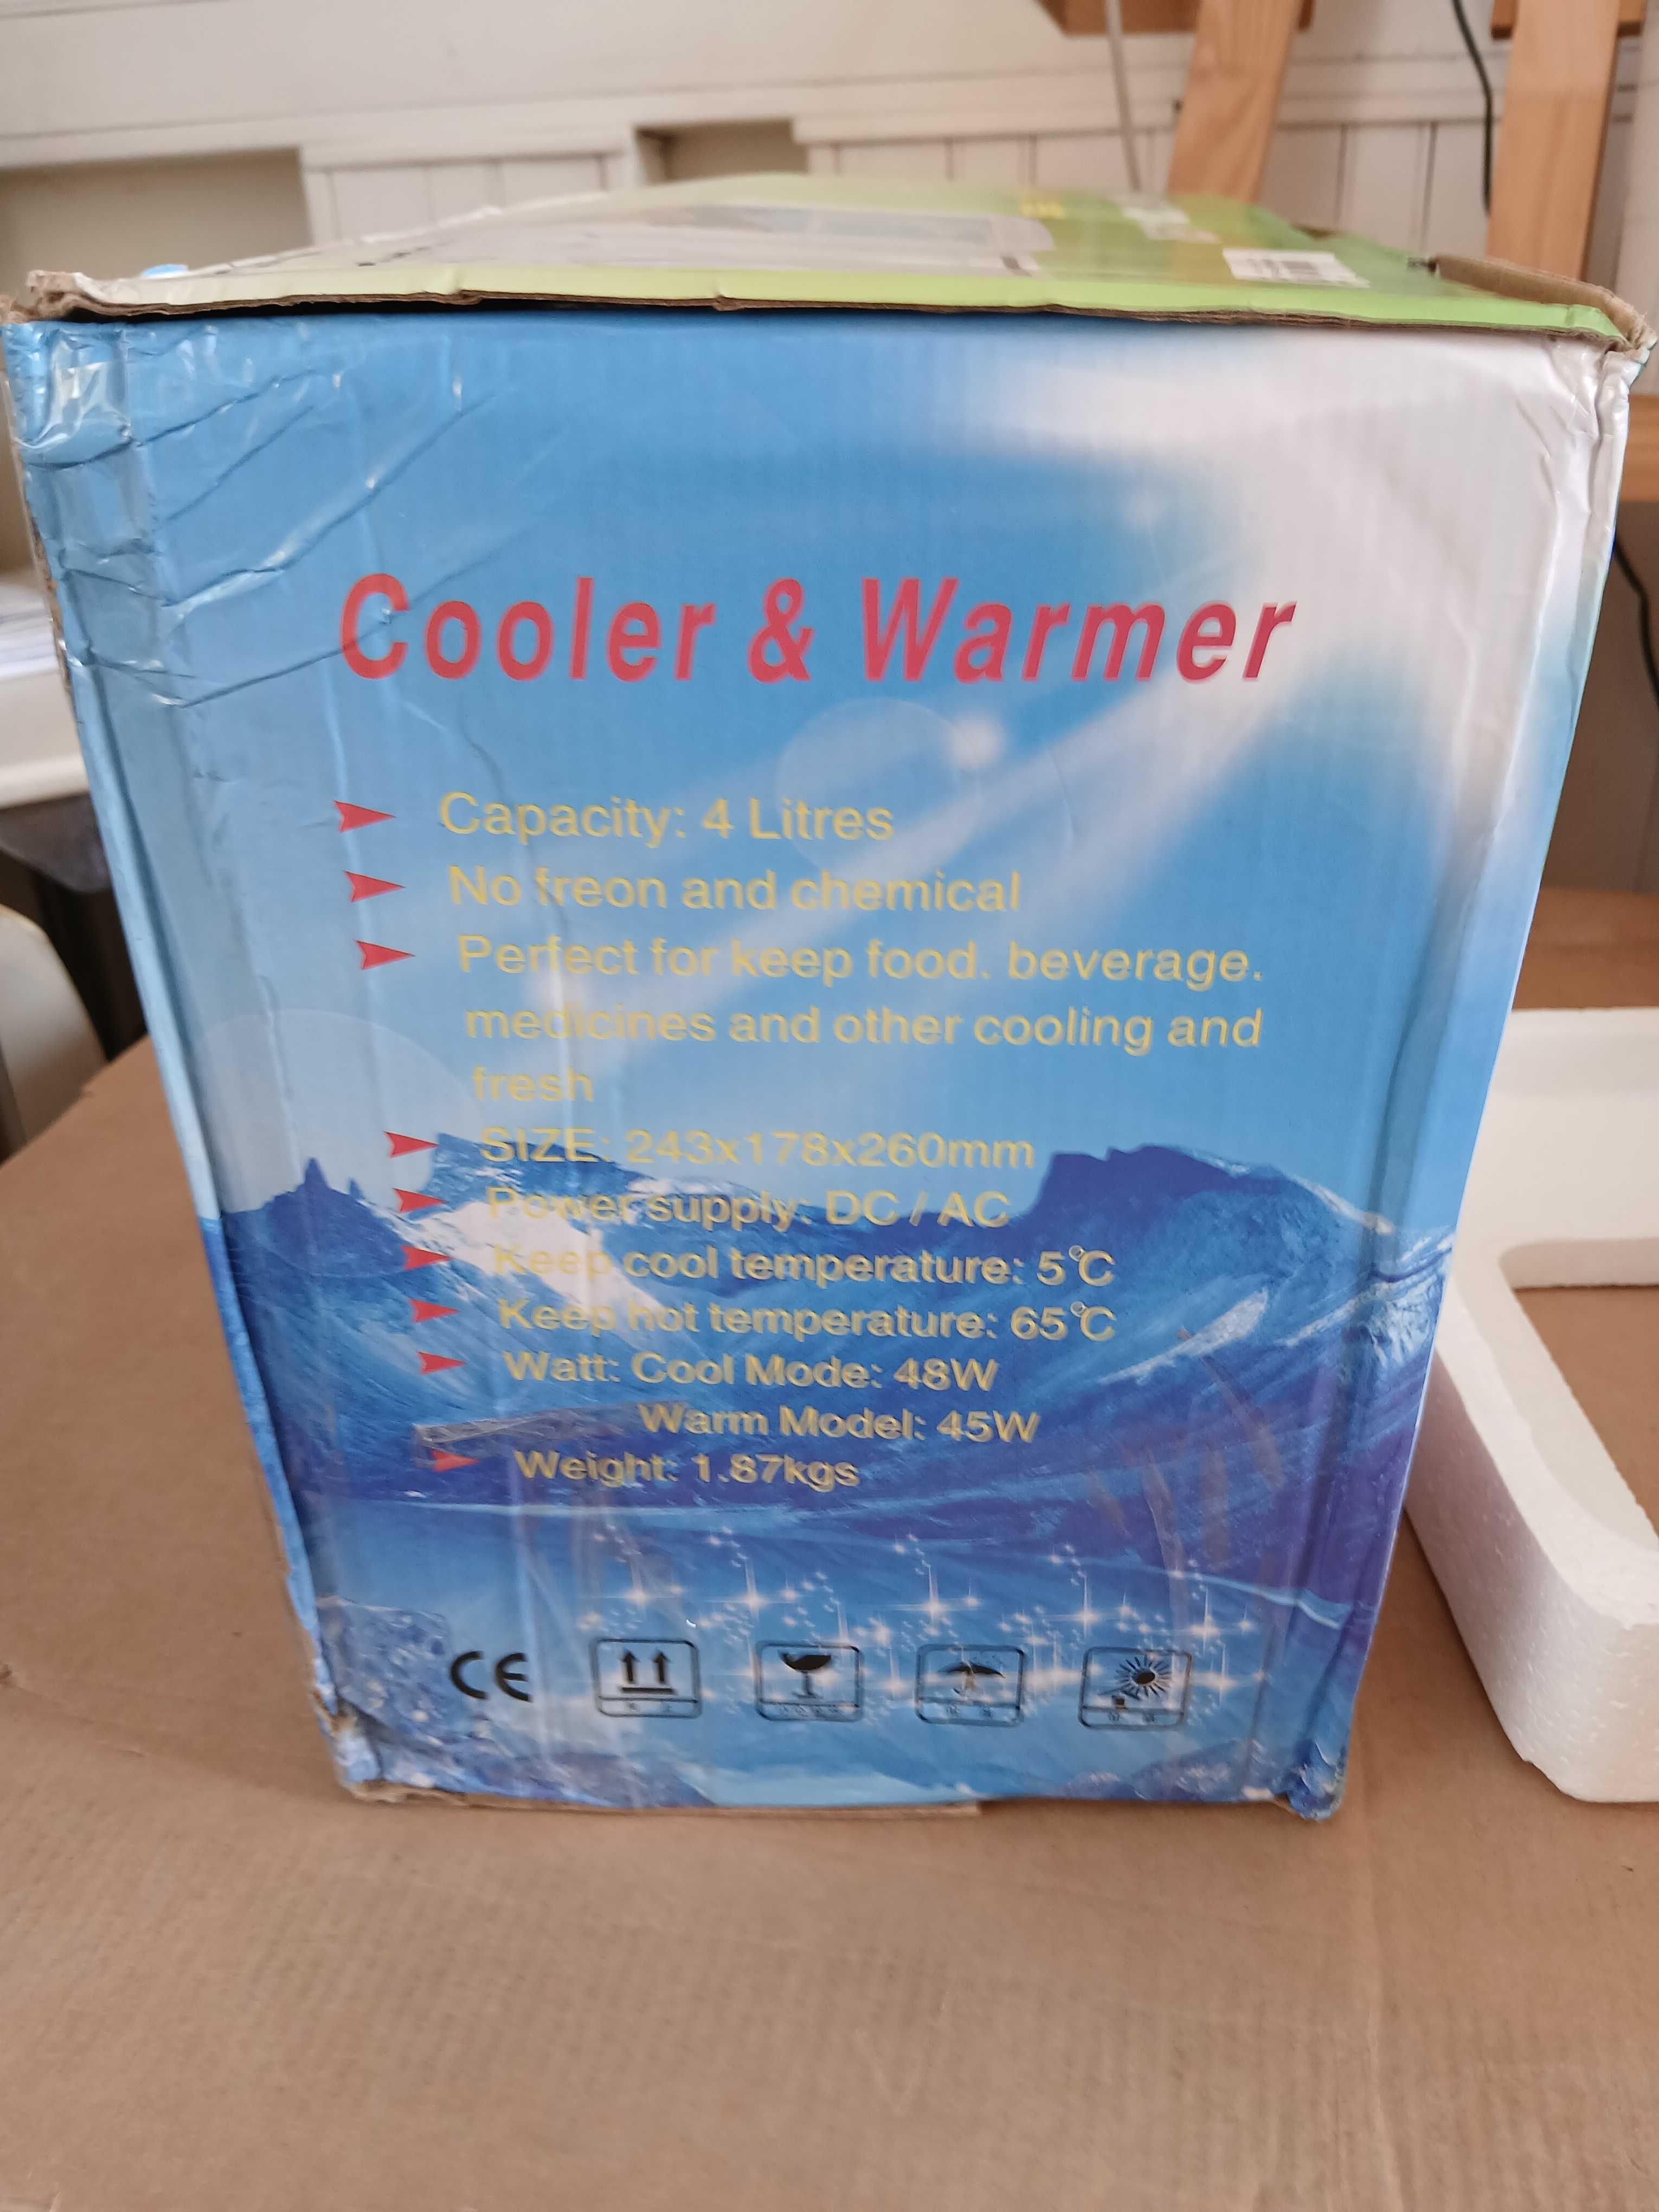 Cooler & Warmer
Capacity: 4 Litres
No freon and chemical
Perfect for keep food. beverage.
medicines and other cooling and
fresh
SIZE: 243x178x260mm
Power supply: DC / AC
Keep cool temperature: 5℃
Keep hot temperature: 65℃
Watt: Cool Mode: 48W
Warm Model: 45W
Weight: 1.87kgs
CE